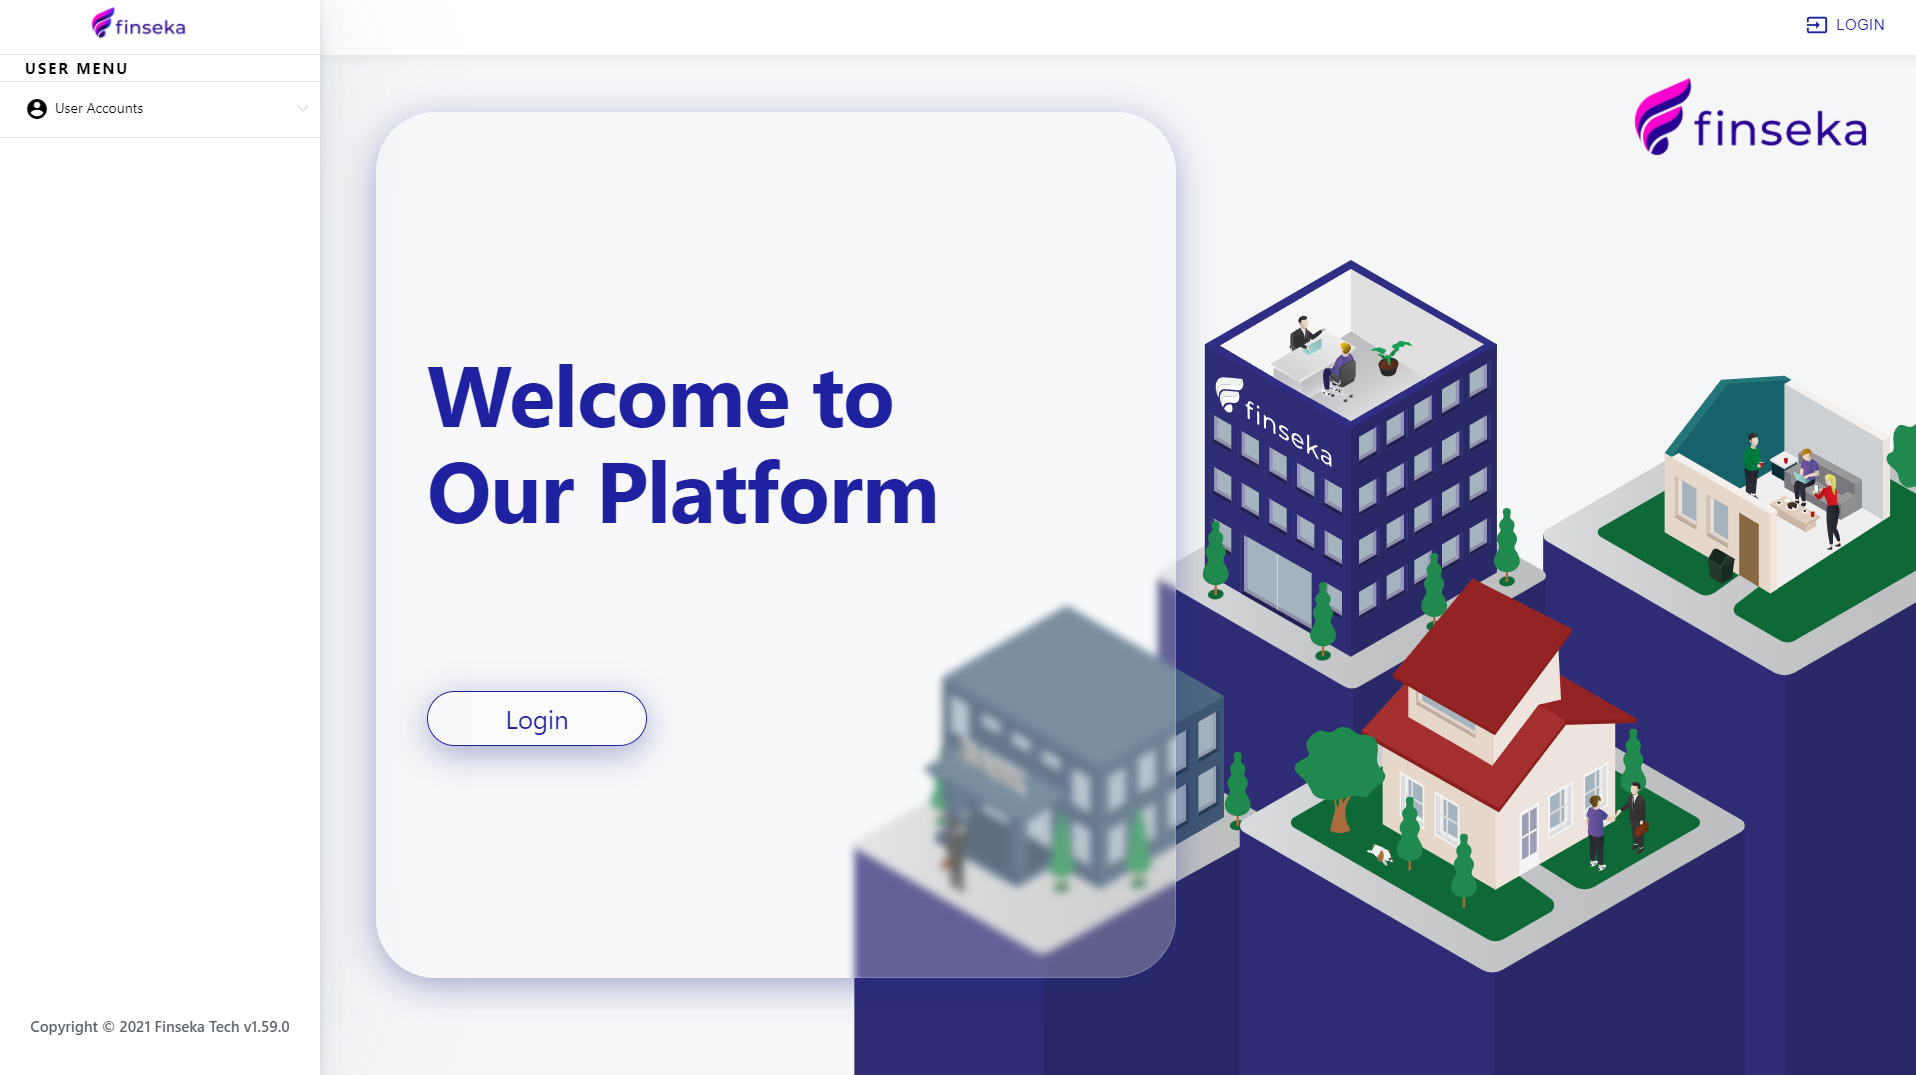 finseka
LOGIN
USER MENU
User Accounts
finseka
Welcome to
Our Platform
finseka
Login
Copyright © 2021 Finseka Tech v1.59.0